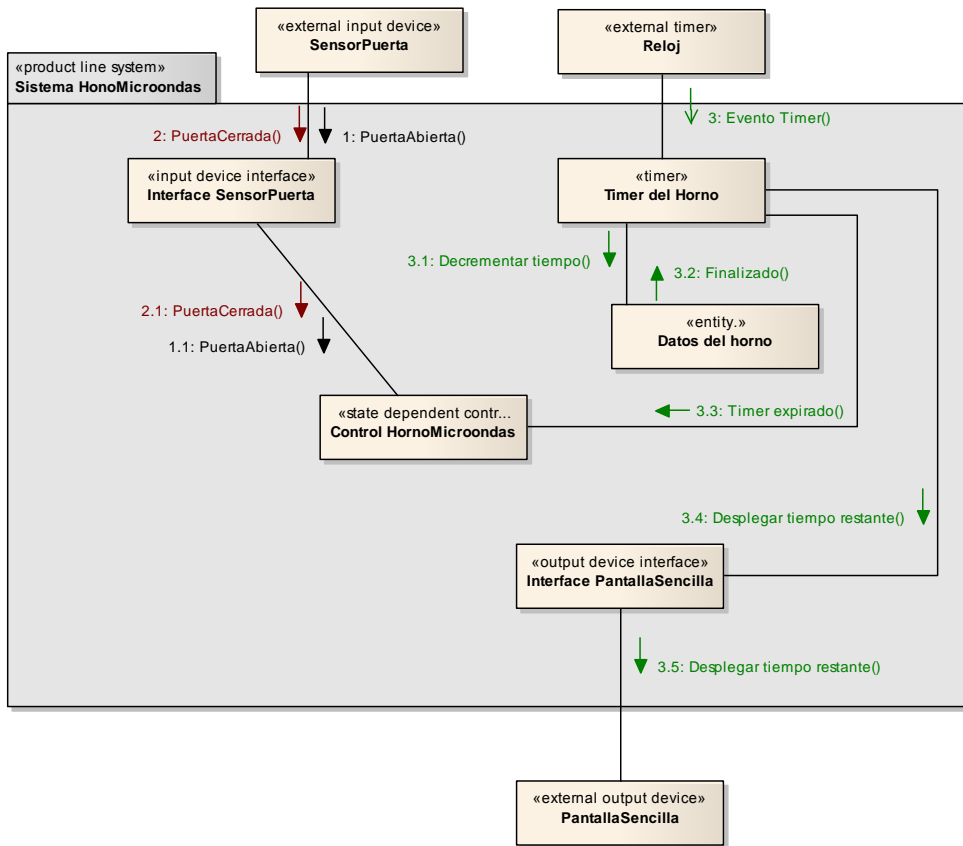 «external input device»
SensorPuerta
«external timer»
Reloj
«product line system»
Sistema HonoMicroondas
2: PuertaCerrada()
1: PuertaAbierta()
3: Evento Timer()
«input device interface»
Interface SensorPuerta
«timer»
Timer del Horno
3.1: Decrementar tiempo()
3.2: Finalizado()
2.1: PuertaCerrada()
1.1: PuertaAbierta()
«entity.»
Datos del horno
«state dependent contr...
Control HornoMicroondas
3.3: Timer expirado()
3.4: Desplegar tiempo restante()
«output device interface»
Interface PantallaSencilla
3.5: Desplegar tiempo restante()
«external output device»
PantallaSencilla